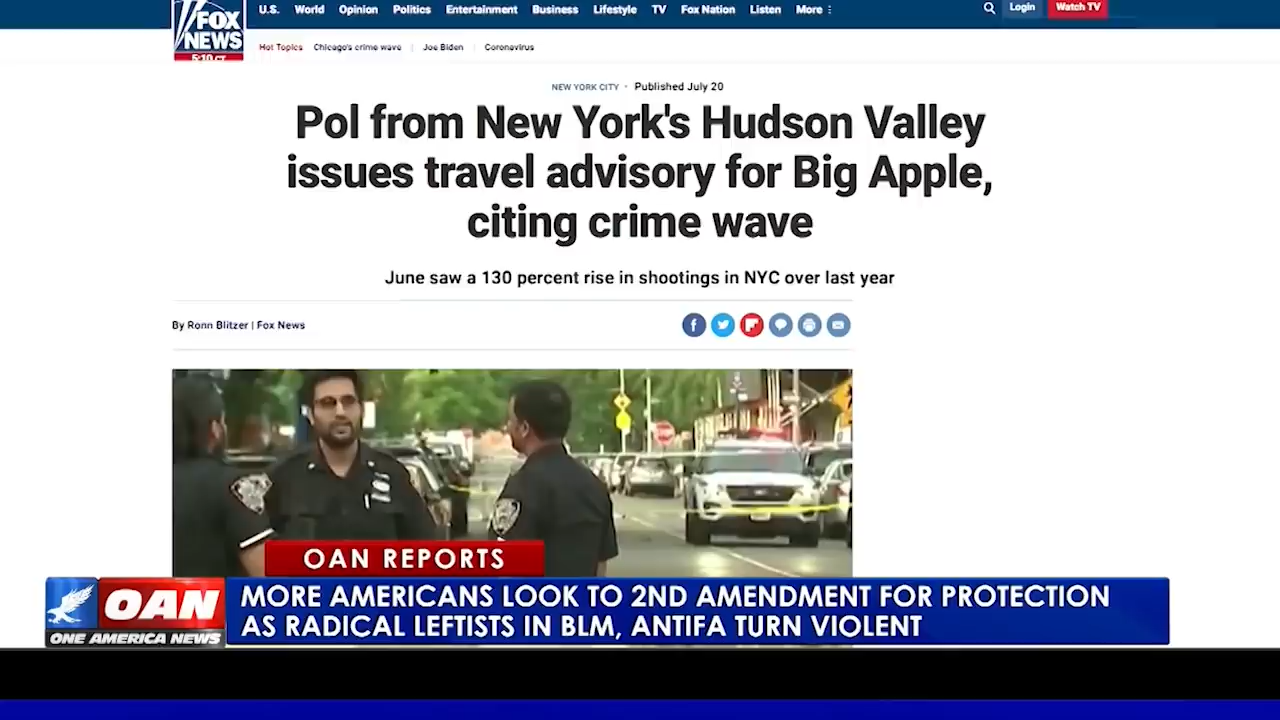 FOX NEWS
U.S. World Opinion Politics Entertainment Business Lifestyle TV Fox Nation Listen More Login Watch TV
Hot Topics Chicago's crime wave Joe Biden Coronavirus
NEW YORK CITY · Published July 20
Pol from New York's Hudson Valley
issues travel advisory for Big Apple,
citing crime wave
June saw a 130 percent rise in shootings in NYC over last year
By Ronn Blitzer | Fox News
OAN REPORTS
OAN
ONE AMERICA NEWS
MORE AMERICANS LOOK TO 2ND AMENDMENT FOR PROTECTION
AS RADICAL LEFTISTS IN BLM, ANTIFA TURN VIOLENT